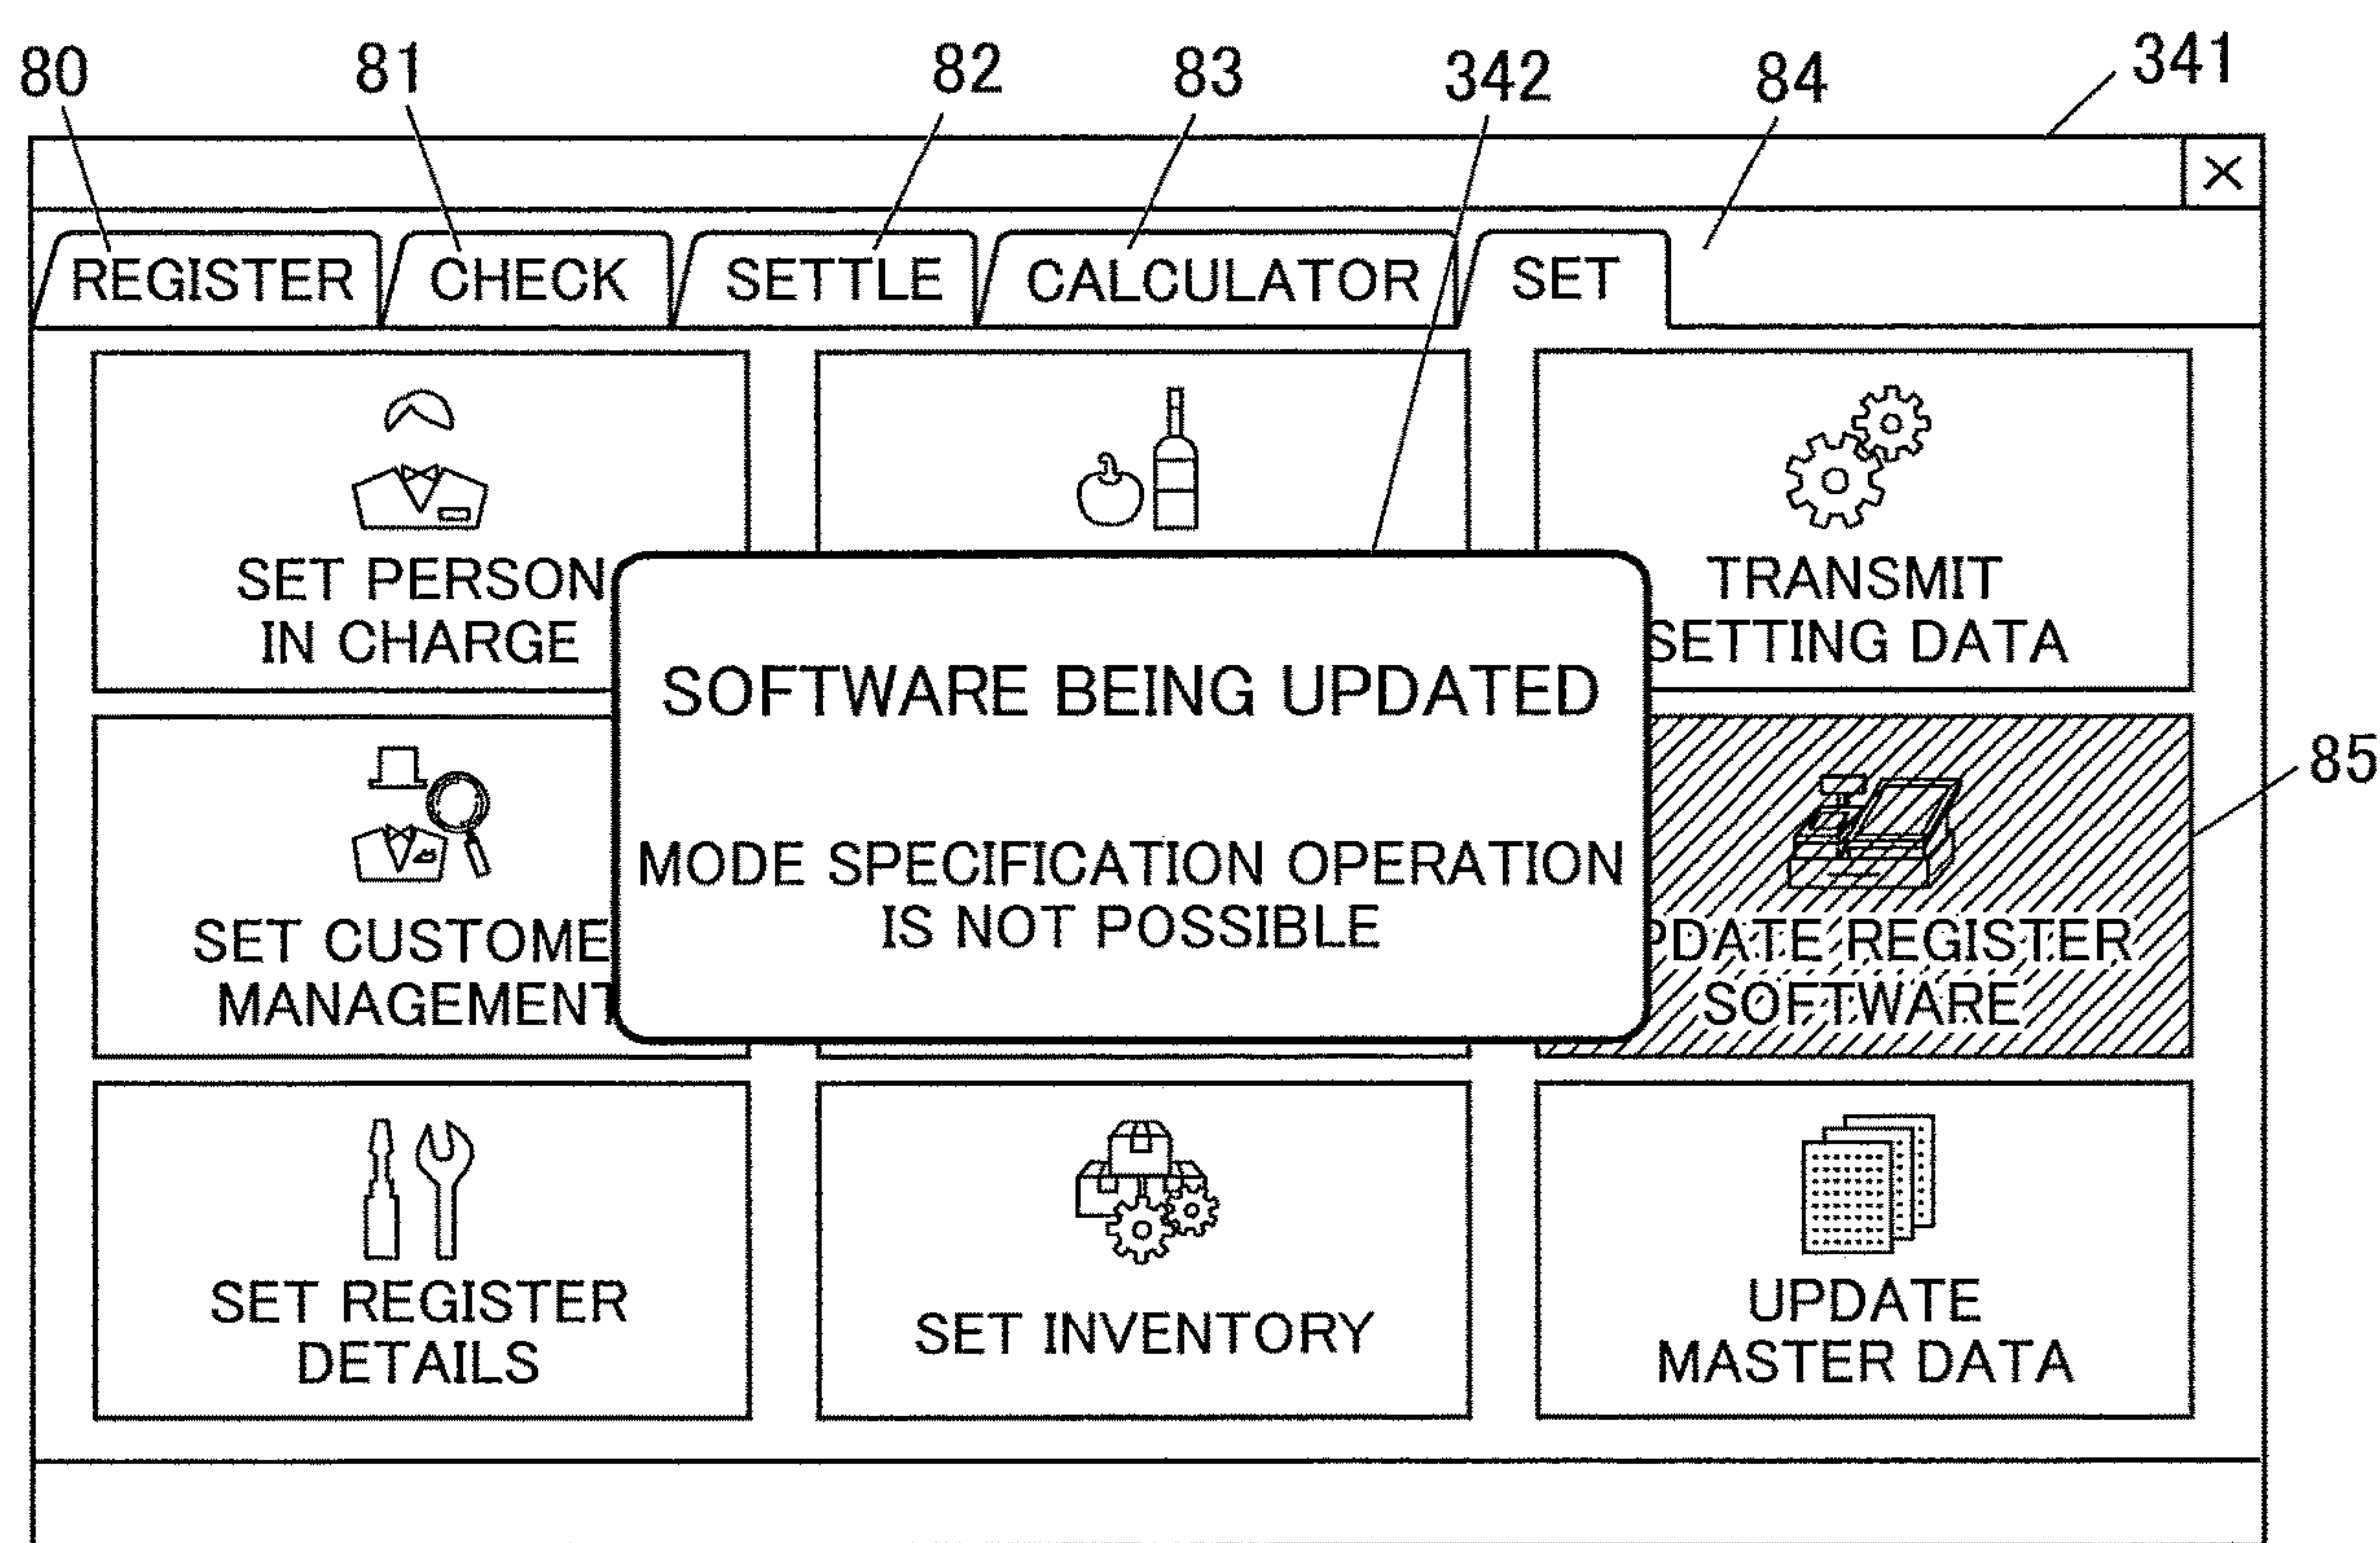 80 81 82 83 342 84 341
×
REGISTER CHECK SETTLE CALCULATOR SET
SET PERSON
IN CHARGE
TRANSMIT
SETTING DATA
SOFTWARE BEING UPDATED
MODE SPECIFICATION OPERATION
IS NOT POSSIBLE
85
SET CUSTOME
MANAGEMENT
PDATE REGISTER
SOFTWARE
SET REGISTER
DETAILS
SET INVENTORY
UPDATE
MASTER DATA